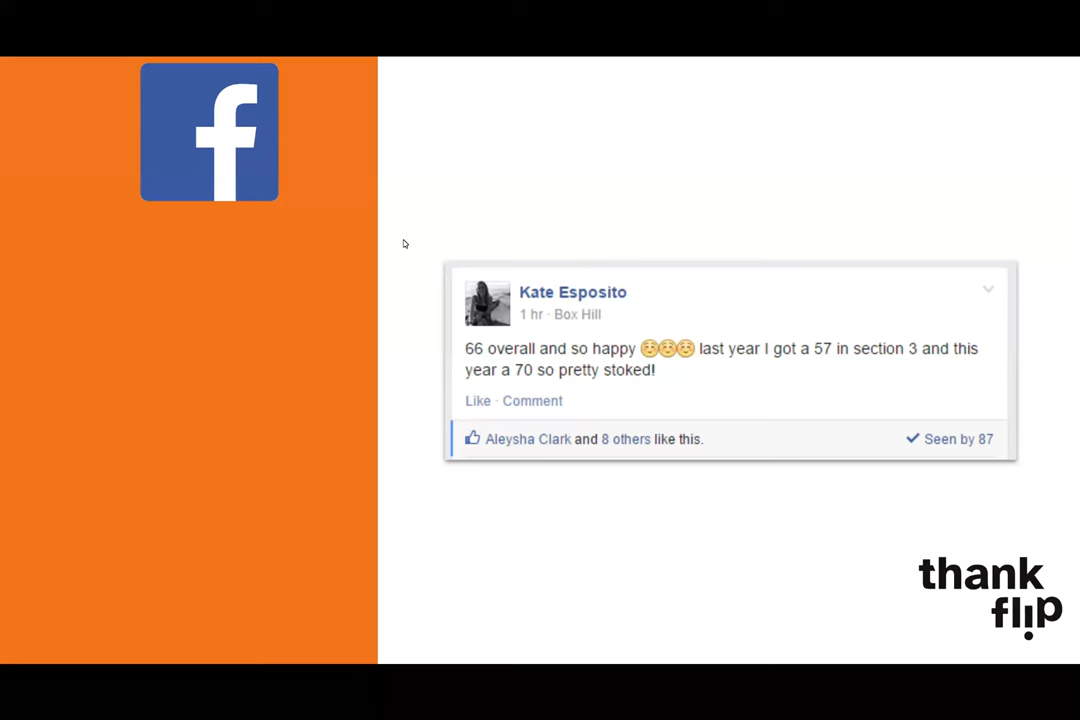 f
Kate Esposito
1 hr · Box Hill
66 overall and so happy ☺☺☺ last year I got a 57 in section 3 and this
year a 70 so pretty stoked!
Like · Comment
Aleysha Clark and 8 others like this. ✓ Seen by 87
thank
flip